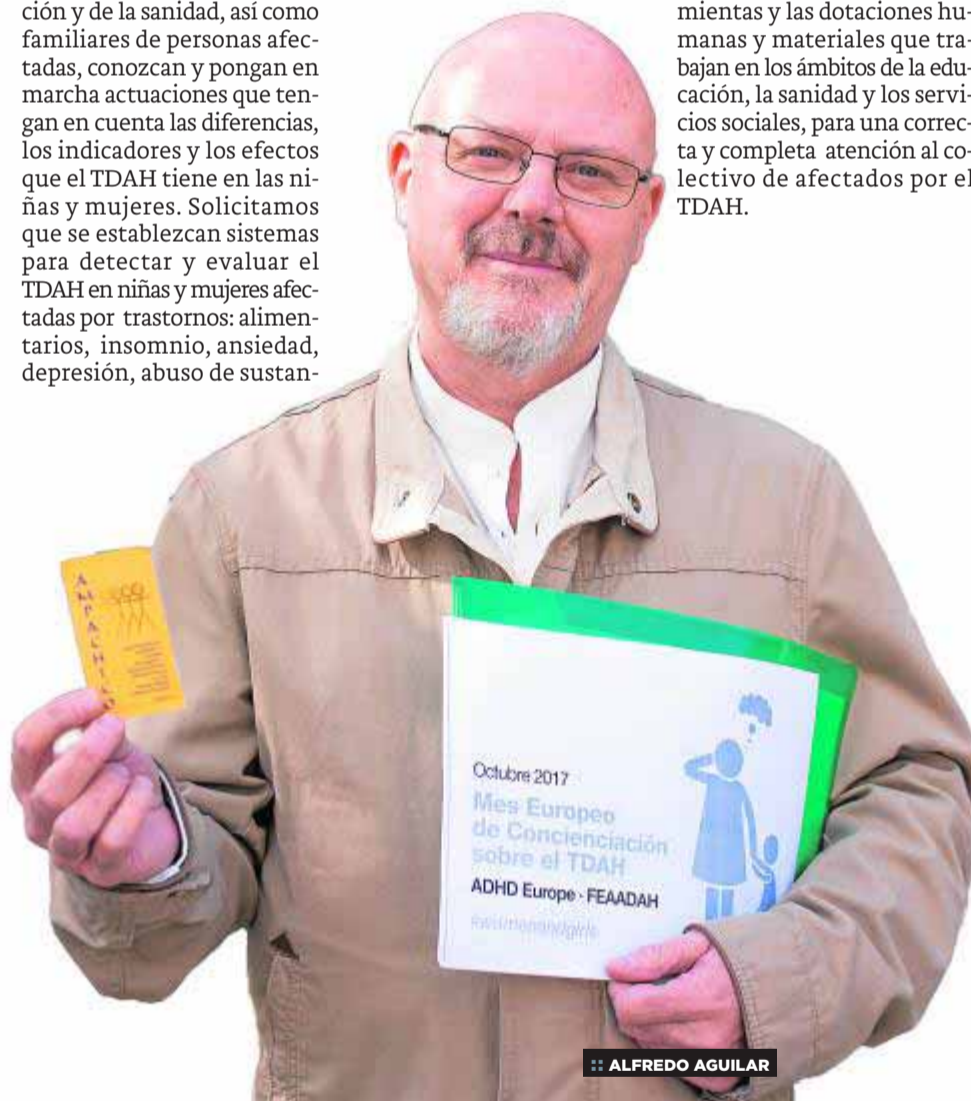 ción y de la sanidad, así como
familiares de personas afec-
tadas, conozcan y pongan en
marcha actuaciones que ten-
gan en cuenta las diferencias,
los indicadores y los efectos
que el TDAH tiene en las ni-
ñas y mujeres. Solicitamos
que se establezcan sistemas
para detectar y evaluar el
TDAH en niñas y mujeres afec-
tadas por trastornos: alimen-
tarios, insomnio, ansiedad,
depresión, abuso de sustan-
mientas y las dotaciones hu-
manas y materiales que tra-
bajan en los ámbitos de la edu-
cación, la sanidad y los servi-
cios sociales, para una correc-
ta y completa atención al co-
lectivo de afectados por el
TDAH.
Octubre 2017
Mes Europeo
de Concienciación
sobre el TDAH
ADHD Europe - FEAADAH
:: ALFREDO AGUILAR